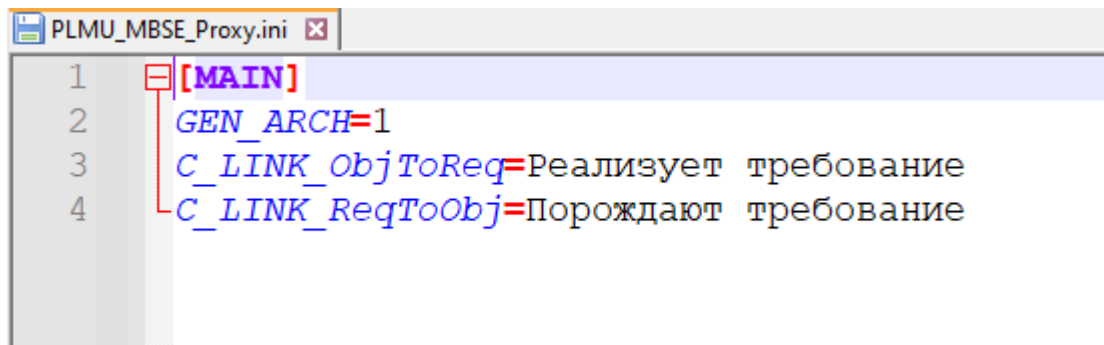 PLMU_MBSE_Proxy.ini
1 [MAIN]
2 GEN_ARCH=1
3 C_LINK_ObjToReq=Реализует требование
4 C_LINK_ReqToObj=Порождают требование